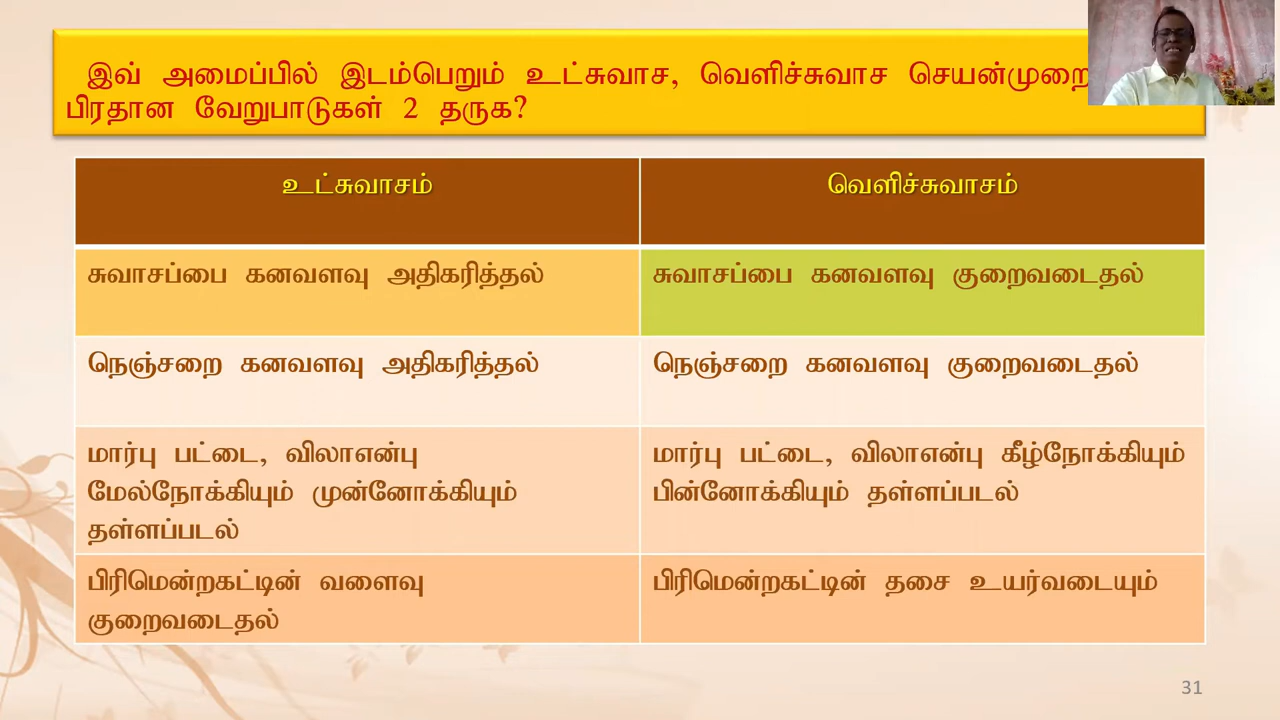 இவ் அமைப்பில் இடம்பெறும் உட்சுவாச, வெளிச்சுவாச செயன்முறை
பிரதான வேறுபாடுகள் 2 தருக?
உட்சுவாசம்
வெளிச்சுவாசம்
சுவாசப்பை கனவளவு அதிகரித்தல்
சுவாசப்பை கனவளவு குறைவடைதல்
நெஞ்சறை கனவளவு அதிகரித்தல்
நெஞ்சறை கனவளவு குறைவடைதல்
மார்பு பட்டை, விலாஎன்பு
மேல்நோக்கியும் முன்னோக்கியும்
தள்ளப்படல்
மார்பு பட்டை, விலாஎன்பு கீழ்நோக்கியும்
பின்னோக்கியும் தள்ளப்படல்
பிரிமென்றகட்டின் வளைவு
குறைவடைதல்
பிரிமென்றகட்டின் தசை உயர்வடையும்
31